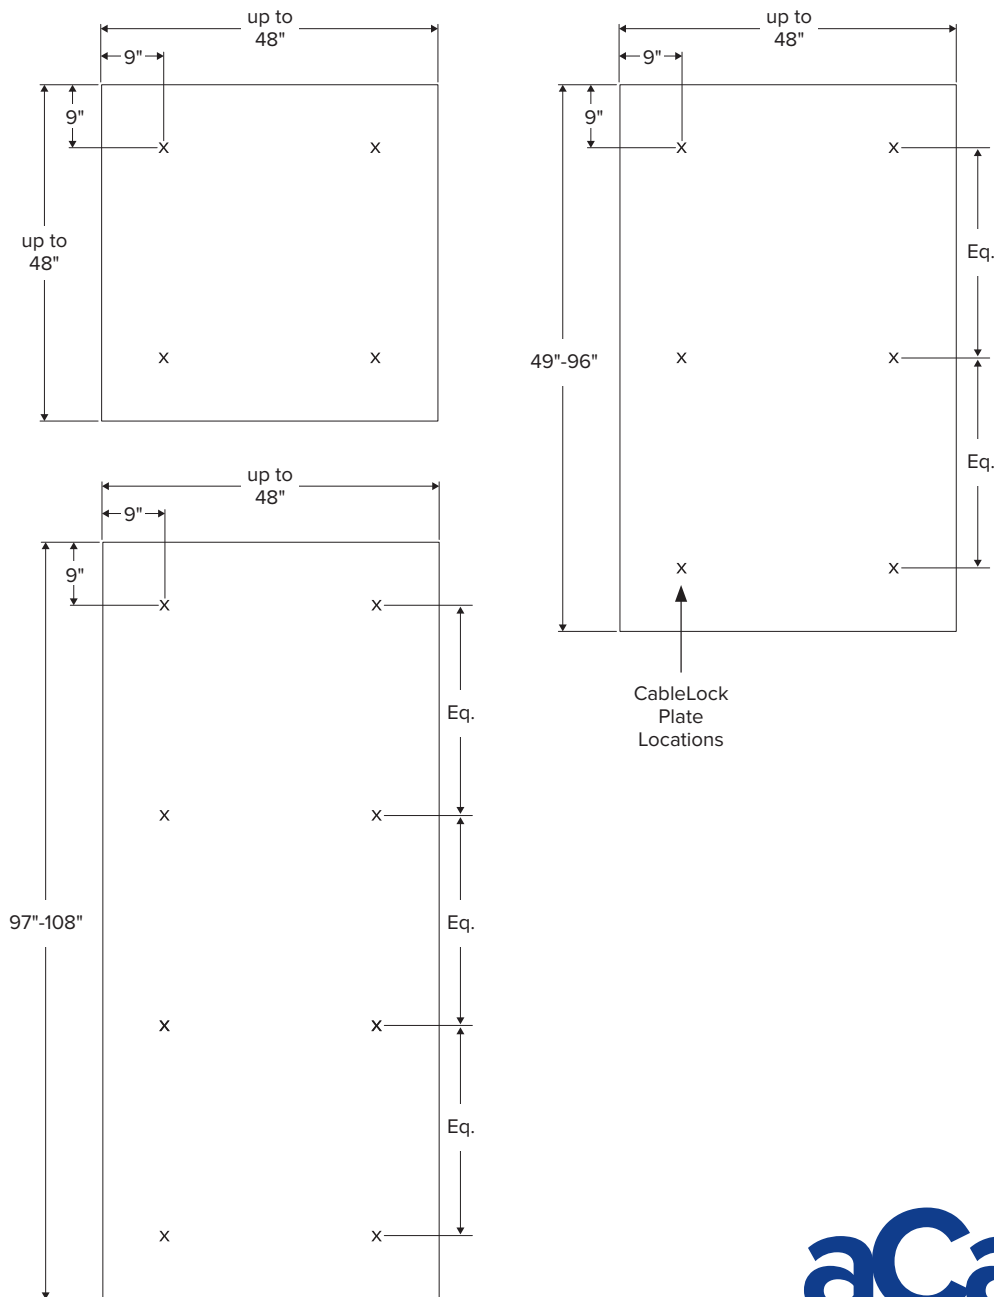 up to
48"
9"
9"
x x
up to
48"
x x
up to
48"
9"
9"
x x
Eq.
49"-96"
x x
Eq.
x x
CableLock
Plate
Locations
up to
48"
9"
9"
x x
Eq.
x x
97"-108"
Eq.
x x
Eq.
x x
aCa